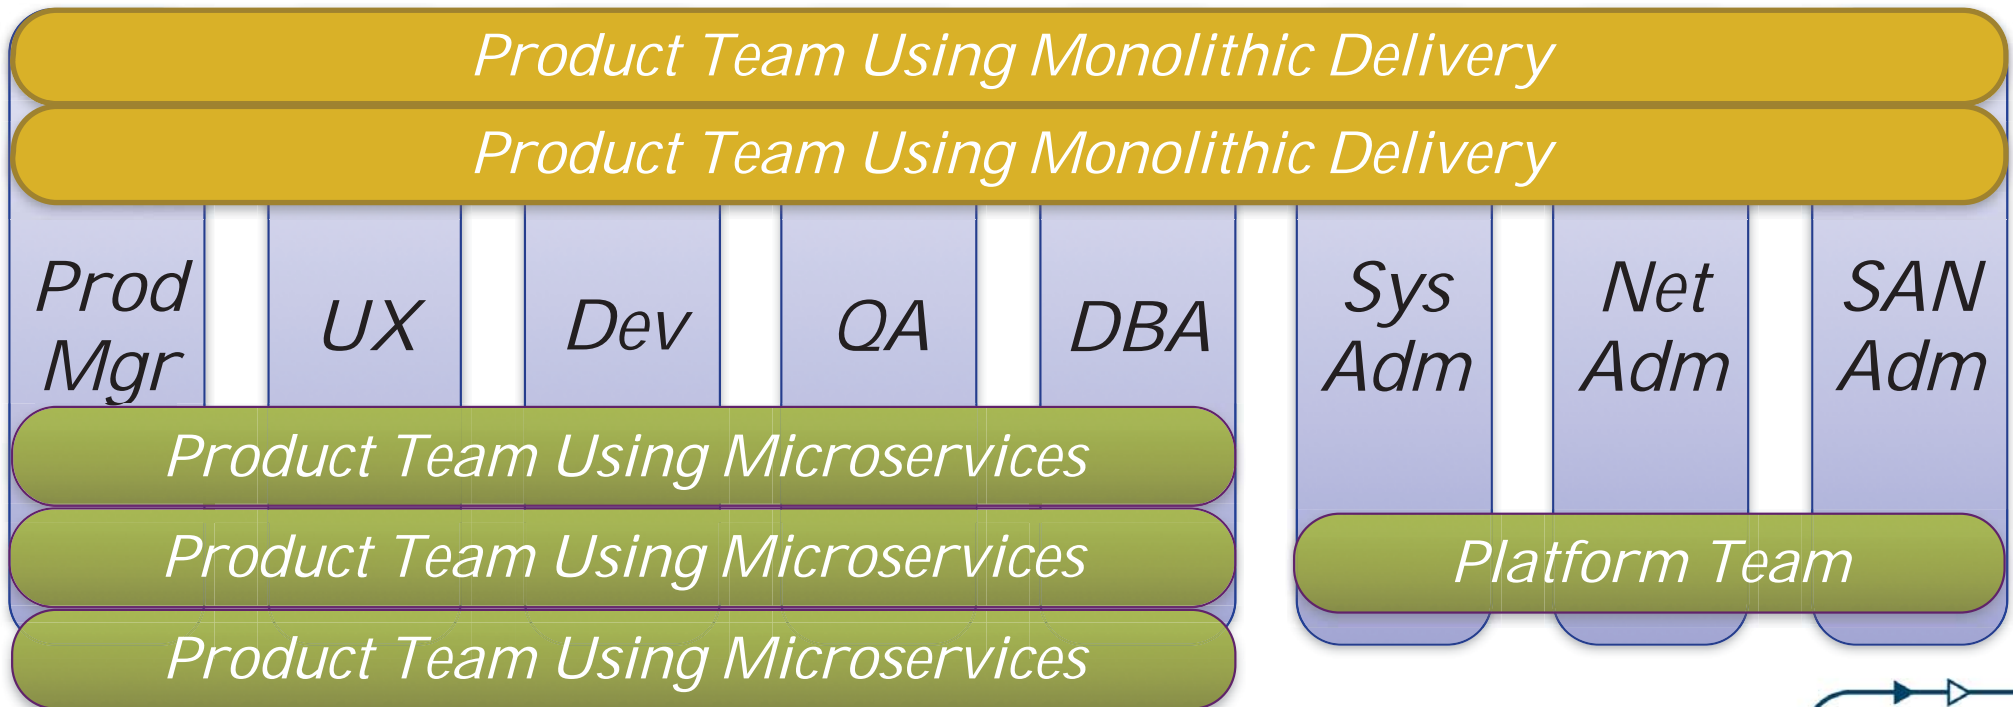 Product Team Using Monolithic Delivery
Product Team Using Monolithic Delivery
Prod
Mgr
UX
Dev
QA
DBA
Sys
Adm
Net
Adm
SAN
Adm
Product Team Using Microservices
Product Team Using Microservices
Platform Team
Product Team Using Microservices